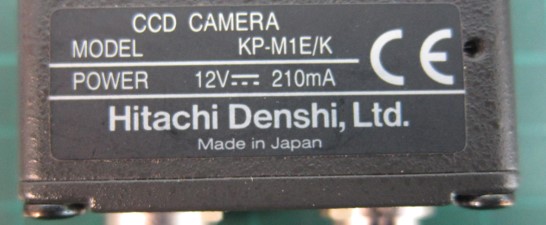 CCD CAMERA
MODEL KP-M1E/K
POWER 12V⎓ 210mA
CE
Hitachi Denshi, Ltd.
Made in Japan